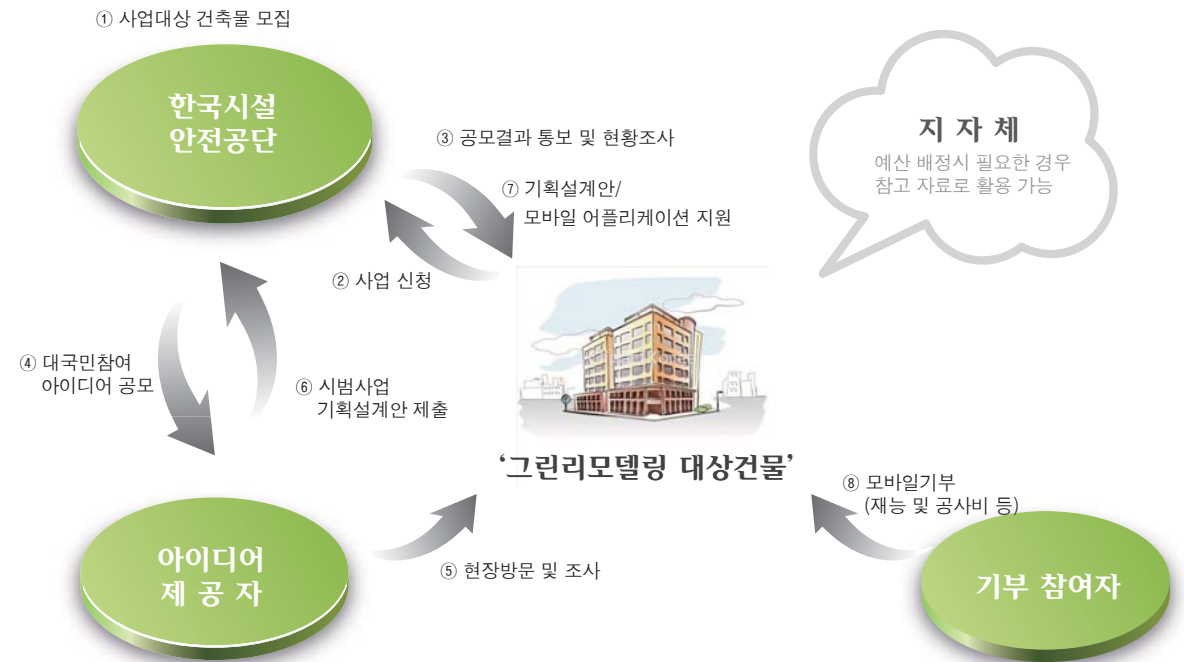 ① 사업대상 건축물 모집
한국시설
안전공단
③ 공모결과 통보 및 현황조사
⑦ 기획설계안/
모바일 어플리케이션 지원
② 사업 신청
지 자 체
예산 배정시 필요한 경우
참고 자료로 활용 가능
④ 대국민참여
아이디어 공모
⑥ 시범사업
기획설계안 제출
‘그린리모델링 대상건물’
⑧ 모바일기부
(재능 및 공사비 등)
아이디어
제 공 자
⑤ 현장방문 및 조사
기부 참여자